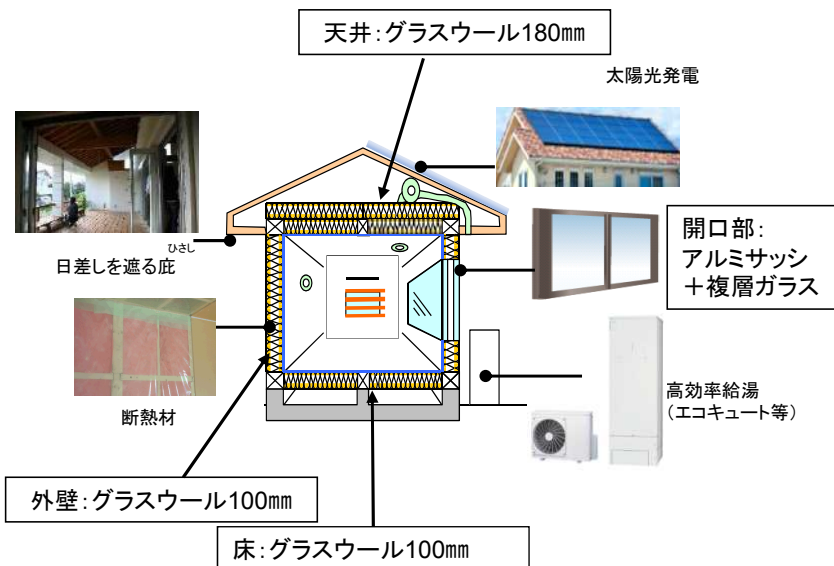 天井：グラスウール180㎜
太陽光発電
開口部：
アルミサッシ
＋複層ガラス
ひさし
日差しを遮る庇
断熱材
高効率給湯
（エコキュート等）
外壁：グラスウール100㎜
床：グラスウール100㎜